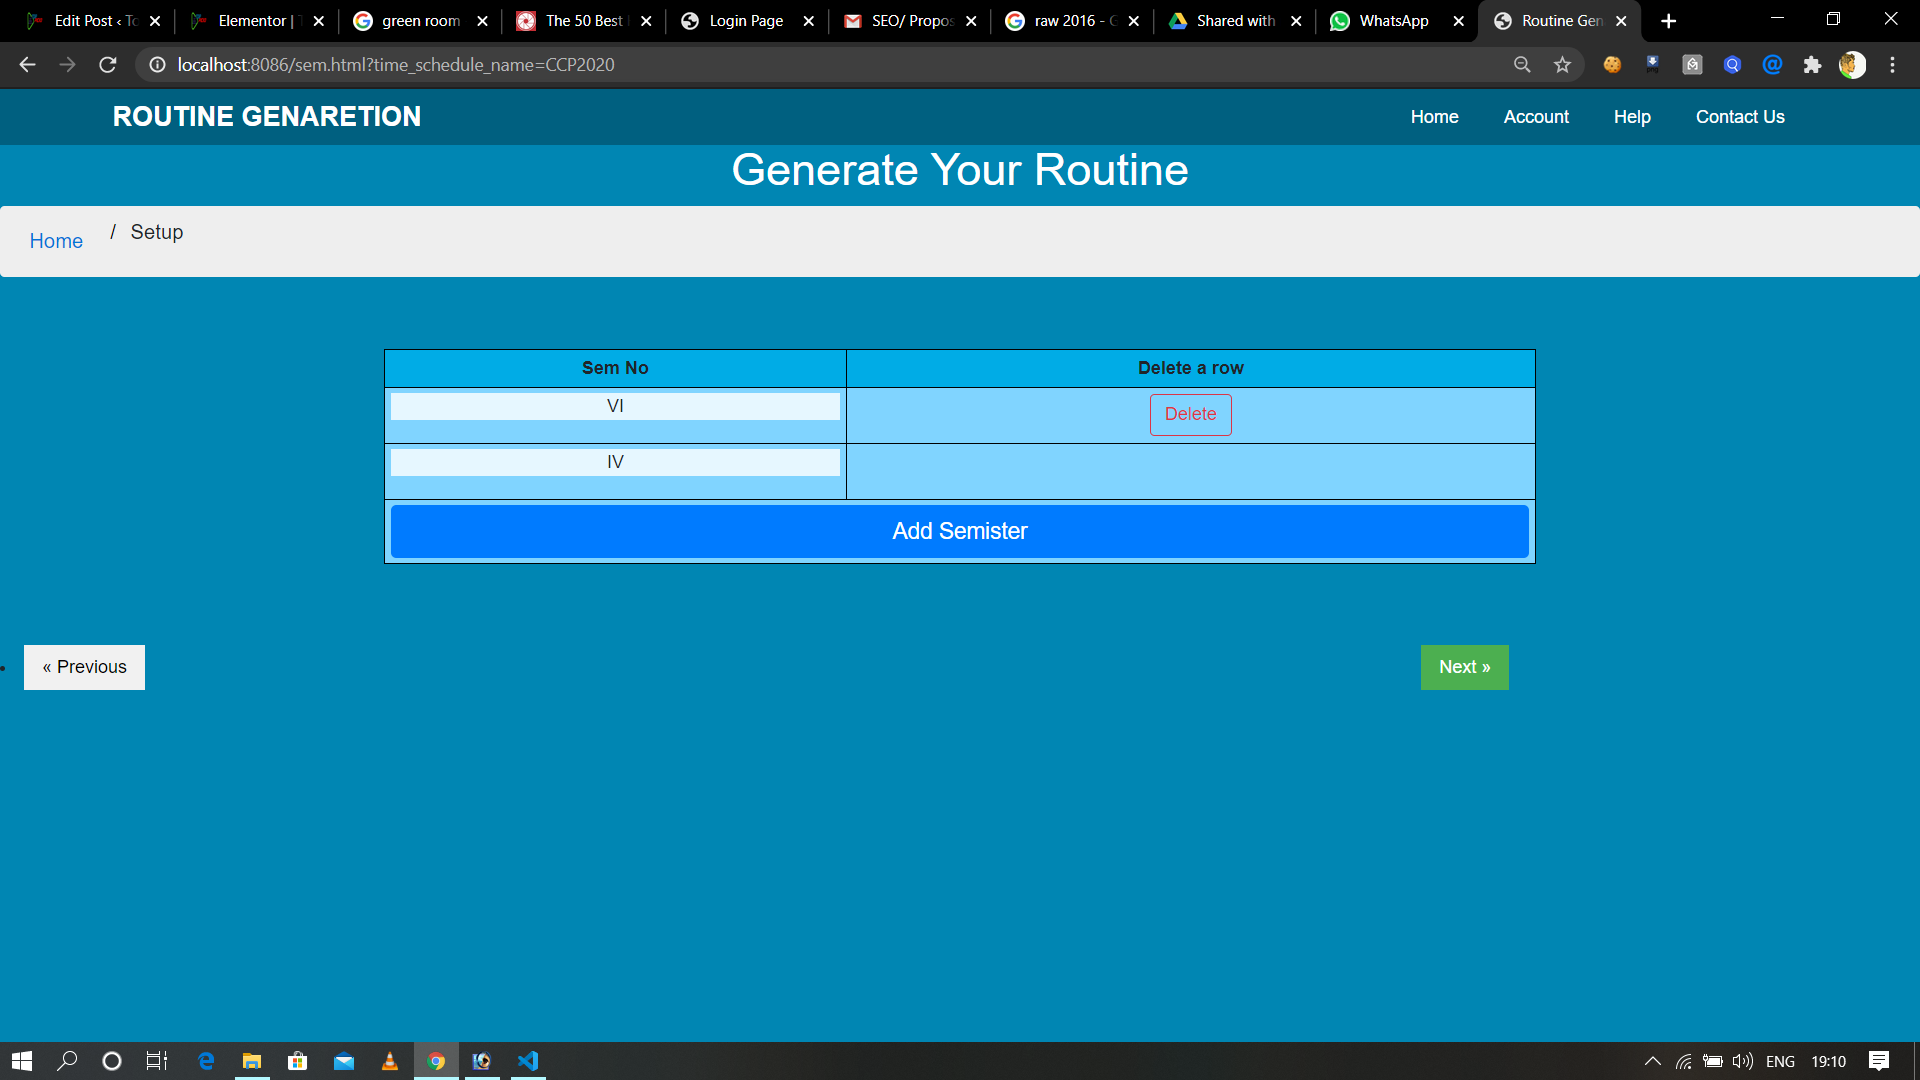 Edit Post ‹ To
Elementor | T
green room
The 50 Best
Login Page
SEO/ Propos
raw 2016 - G
Shared with
WhatsApp
Routine Gen
localhost:8086/sem.html?time_schedule_name=CCP2020
ROUTINE GENARETION
Home Account Help Contact Us
Generate Your Routine
Home / Setup
Sem No Delete a row
VI Delete
IV
Add Semister
« Previous Next »
ENG 19:10